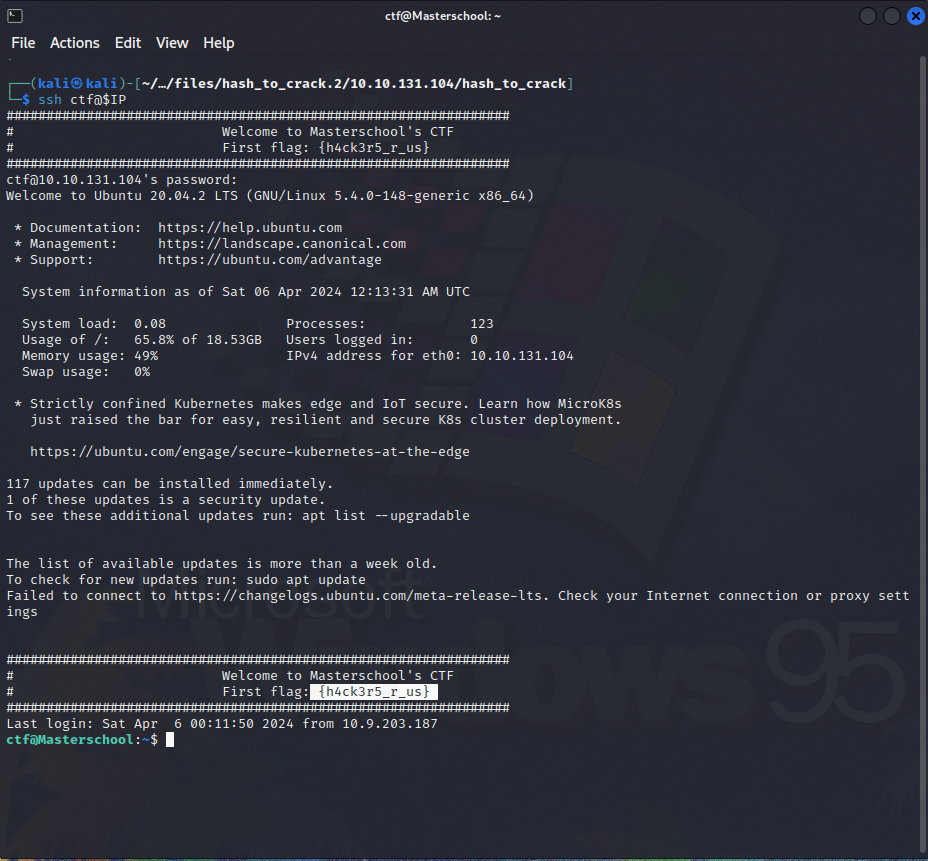 ctf@Masterschool: ~
File Actions Edit View Help
┌──(kali㉿kali)-[~/…/files/hash_to_crack.2/10.10.131.104/hash_to_crack]
└─$ ssh ctf@$IP
###############################################################
#                          Welcome to Masterschool's CTF
#                          First flag: {h4ck3r5_r_us}
###############################################################
ctf@10.10.131.104's password:
Welcome to Ubuntu 20.04.2 LTS (GNU/Linux 5.4.0-148-generic x86_64)
 * Documentation:  https://help.ubuntu.com
 * Management:     https://landscape.canonical.com
 * Support:        https://ubuntu.com/advantage
  System information as of Sat 06 Apr 2024 12:13:31 AM UTC
  System load:  0.08               Processes:             123
  Usage of /:   65.8% of 18.53GB   Users logged in:       0
  Memory usage: 49%                IPv4 address for eth0: 10.10.131.104
  Swap usage:   0%
 * Strictly confined Kubernetes makes edge and IoT secure. Learn how MicroK8s
   just raised the bar for easy, resilient and secure K8s cluster deployment.
   https://ubuntu.com/engage/secure-kubernetes-at-the-edge
117 updates can be installed immediately.
1 of these updates is a security update.
To see these additional updates run: apt list --upgradable
The list of available updates is more than a week old.
To check for new updates run: sudo apt update
Failed to connect to https://changelogs.ubuntu.com/meta-release-lts. Check your Internet connection or proxy sett
ings
###############################################################
#                          Welcome to Masterschool's CTF
#                          First flag: {h4ck3r5_r_us}
###############################################################
Last login: Sat Apr  6 00:11:50 2024 from 10.9.203.187
ctf@Masterschool:~$
Microsoft
Windows 95